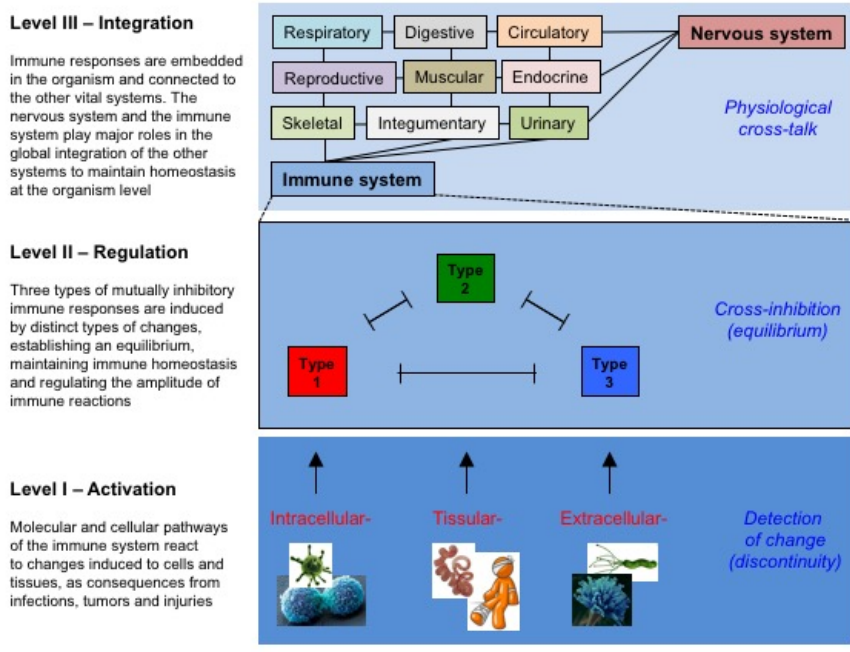 Level III – Integration
Immune responses are embedded
in the organism and connected to
the other vital systems. The
nervous system and the immune
system play major roles in the
global integration of the other
systems to maintain homeostasis
at the organism level
Respiratory
Digestive
Circulatory
Nervous system
Reproductive
Muscular
Endocrine
Skeletal
Integumentary
Urinary
Physiological
cross-talk
Immune system
Level II – Regulation
Three types of mutually inhibitory
immune responses are induced
by distinct types of changes,
establishing an equilibrium,
maintaining immune homeostasis
and regulating the amplitude of
immune reactions
Type
2
Type
1
Type
3
Cross-inhibition
(equilibrium)
Level I – Activation
Molecular and cellular pathways
of the immune system react
to changes induced to cells and
tissues, as consequences from
infections, tumors and injuries
Intracellular-
Tissular-
Extracellular-
Detection
of change
(discontinuity)